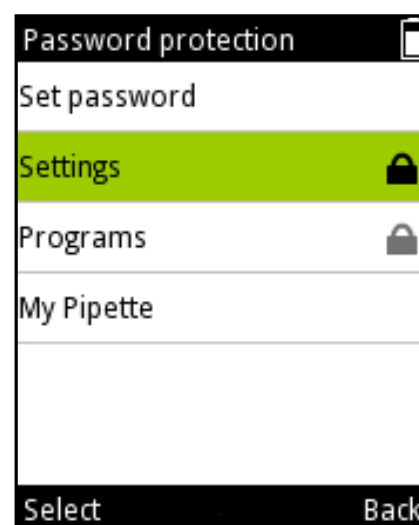 Password protection
Set password
Settings
Programs
My Pipette
Select Back